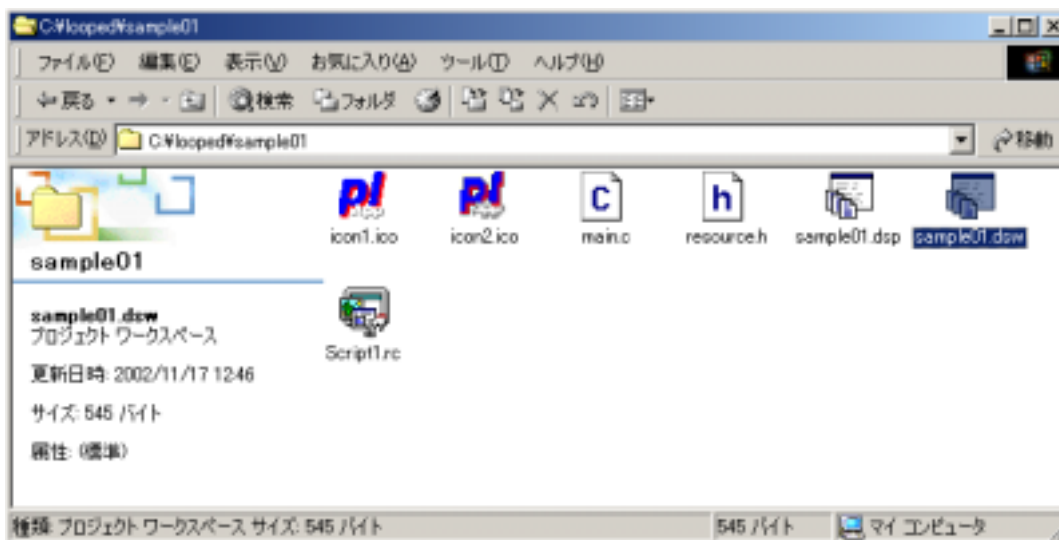 C:¥looped¥sample01
ファイル(F) 編集(E) 表示(V) お気に入り(A) ツール(T) ヘルプ(H)
戻る 検索 フォルダ
アドレス(D) C:¥looped¥sample01 移動
icon1.ico icon2.ico main.c resource.h sample01.dsp sample01.dsw
Script1.rc
sample01
sample01.dsw
プロジェクト ワークスペース
更新日時: 2002/11/17 12:46
サイズ: 545 バイト
属性: (標準)
種類: プロジェクト ワークスペース サイズ: 545 バイト 545 バイト マイ コンピュータ